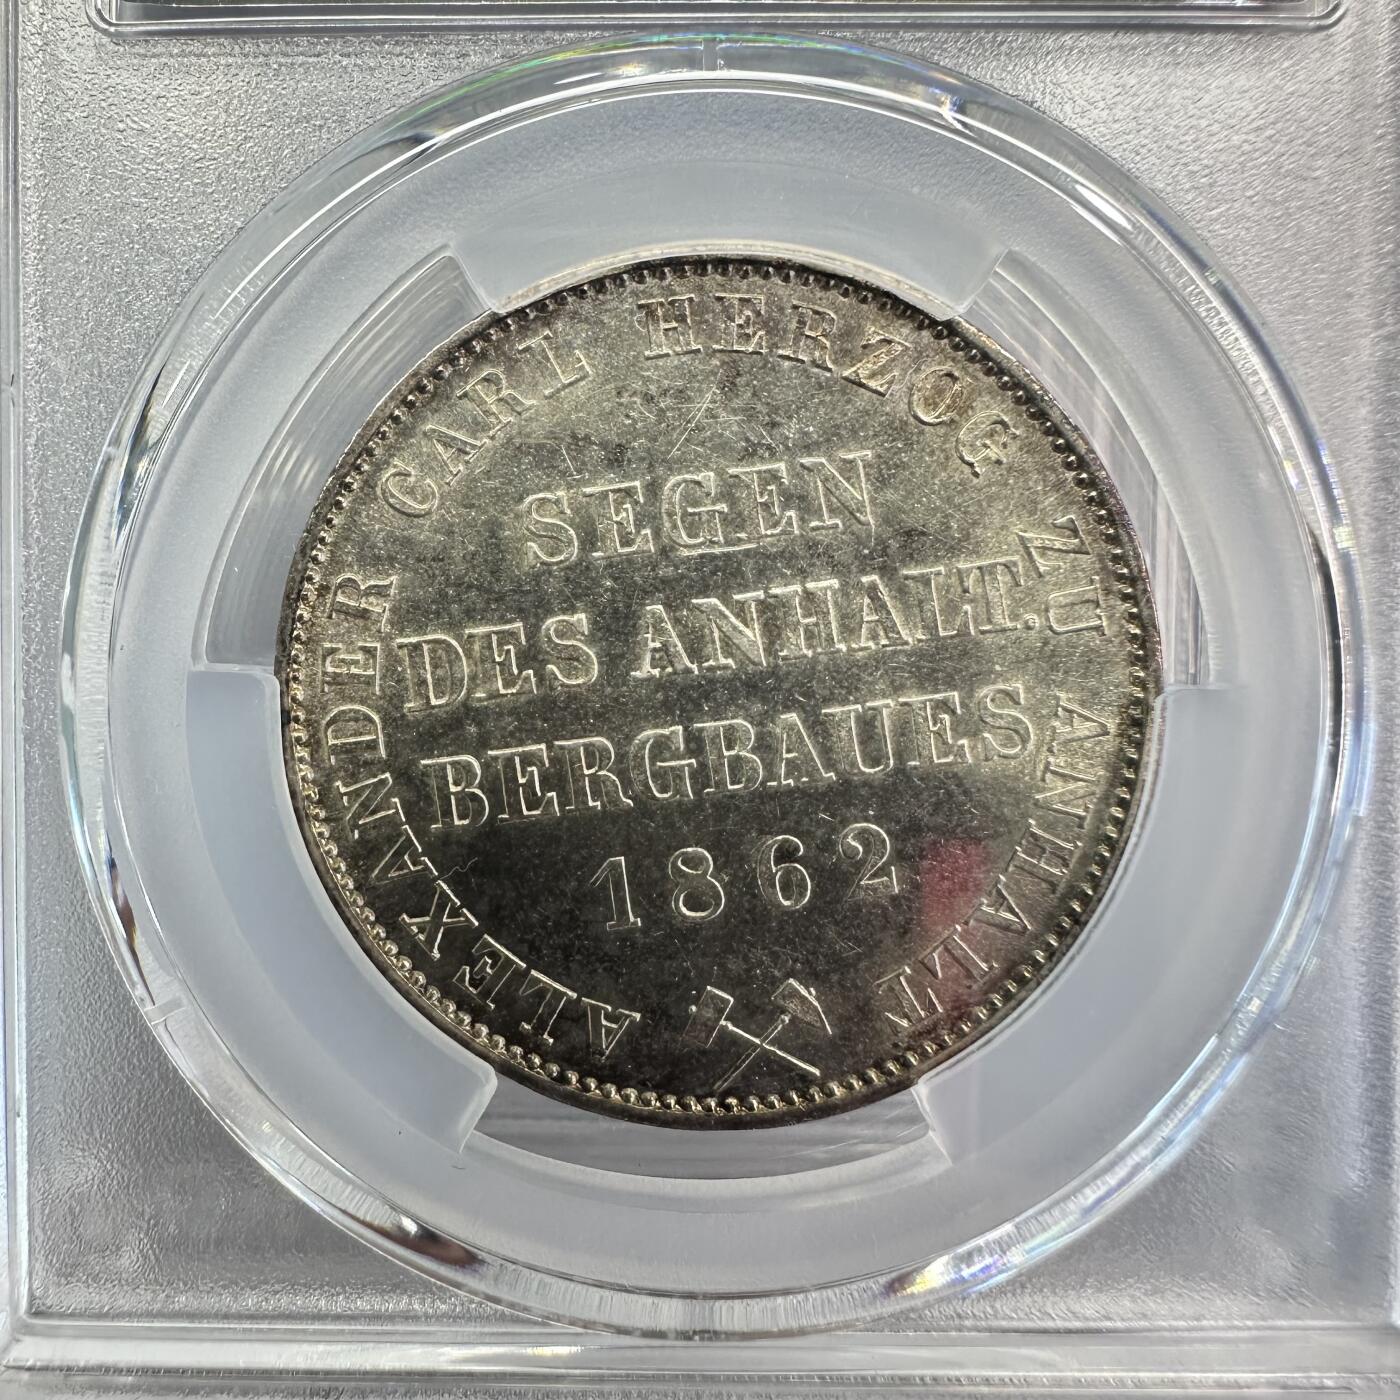 ALEXANDER CARL HERZOG ZU ANHALT
SEGEN
DES ANHALT.
BERGBAUES
1862